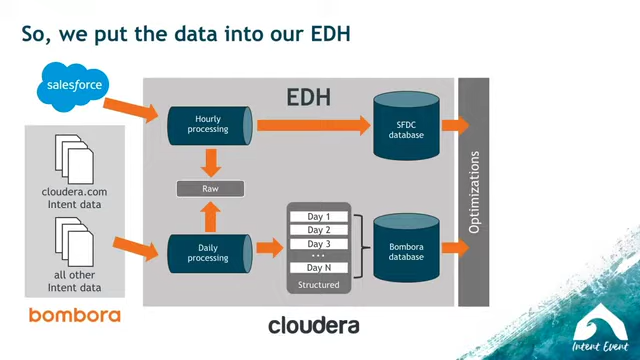 So, we put the data into our EDH
salesforce
EDH
Hourly
processing
SFDC
database
cloudera.com
Intent data
Raw
Optimizations
Day 1
Day 2
Day 3
...
Day N
Structured
Daily
processing
Bombora
database
all other
Intent data
bombora
cloudera
Intent Event